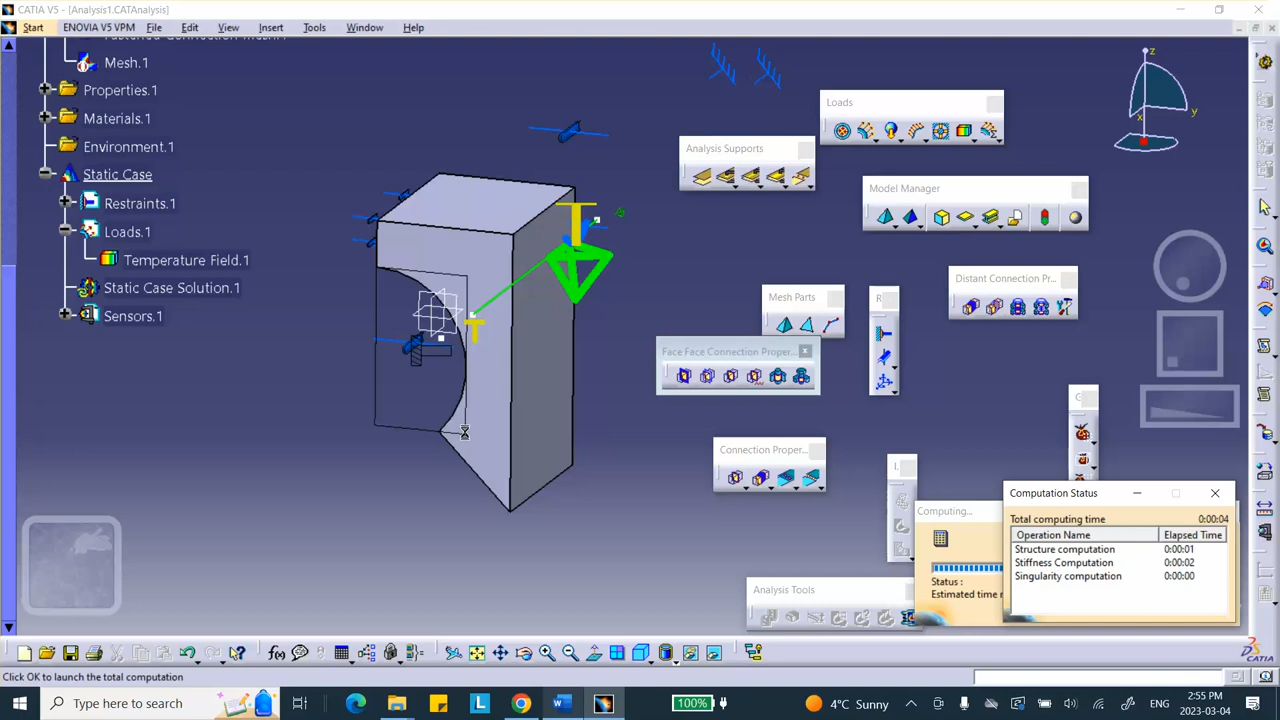 CATIA V5 - [Analysis1.CATAnalysis]
Start ENOVIA V5 VPM File Edit View Insert Tools Window Help
Mesh.1
Properties.1
Materials.1
Environment.1
Static Case
Restraints.1
Loads.1
Temperature Field.1
Static Case Solution.1
Sensors.1
z
y
x
Loads
Analysis Supports
Model Manager
Distant Connection Pr...
Mesh Parts
R
Face Face Connection Proper...
C
Connection Proper...
I.
Analysis Tools
Computing...
Status :
Estimated time r
Computation Status
Total computing time 0:00:04
Operation Name Elapsed Time
Structure computation 0:00:01
Stiffness Computation 0:00:02
Singularity computation 0:00:00
T
T
f(x)
DS CATIA
Click OK to launch the total computation
Type here to search
L
W
100%
4°C Sunny
2:55 PM
2023-03-04